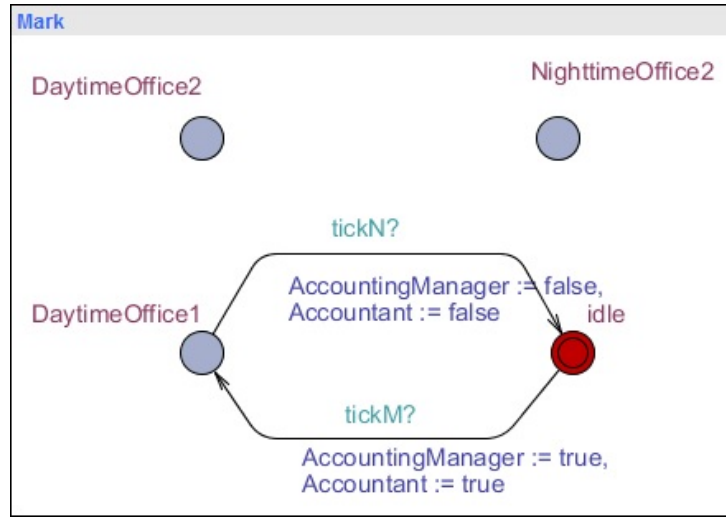 Mark
DaytimeOffice2
NighttimeOffice2
tickN?
AccountingManager := false,
Accountant := false
DaytimeOffice1
idle
tickM?
AccountingManager := true,
Accountant := true